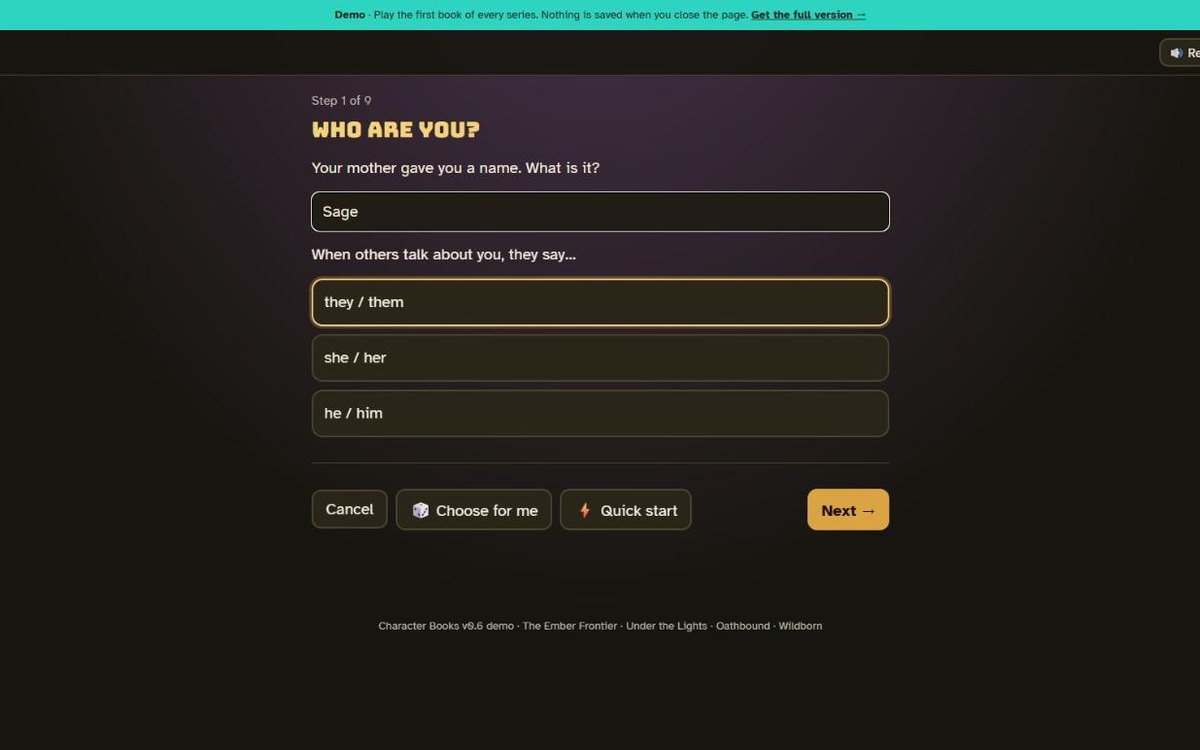 Demo · Play the first book of every series. Nothing is saved when you close the page. Get the full version →
Step 1 of 9
WHO ARE YOU?
Your mother gave you a name. What is it?
Sage
When others talk about you, they say...
they / them
she / her
he / him
Cancel
Choose for me
Quick start
Next →
Character Books v0.6 demo · The Ember Frontier · Under the Lights · Oathbound · Wildborn